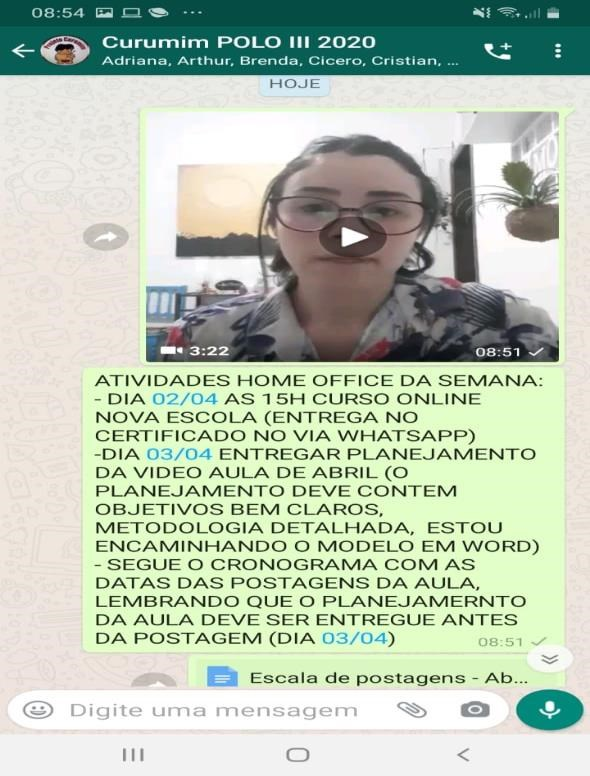 08:54
Curumim POLO III 2020
Adriana, Arthur, Brenda, Cicero, Cristian, ...
HOJE
3:22
08:51
ATIVIDADES HOME OFFICE DA SEMANA:
- DIA 02/04 AS 15H CURSO ONLINE
NOVA ESCOLA (ENTREGA NO
CERTIFICADO NO VIA WHATSAPP)
-DIA 03/04 ENTREGAR PLANEJAMENTO
DA VIDEO AULA DE ABRIL (O
PLANEJAMENTO DEVE CONTEM
OBJETIVOS BEM CLAROS,
METODOLOGIA DETALHADA, ESTOU
ENCAMINHANDO O MODELO EM WORD)
- SEGUE O CRONOGRAMA COM AS
DATAS DAS POSTAGENS DA AULA,
LEMBRANDO QUE O PLANEJAMERNTO
DA AULA DEVE SER ENTREGUE ANTES
DA POSTAGEM (DIA 03/04)
08:51
Escala de postagens - Ab...
Digite uma mensagem